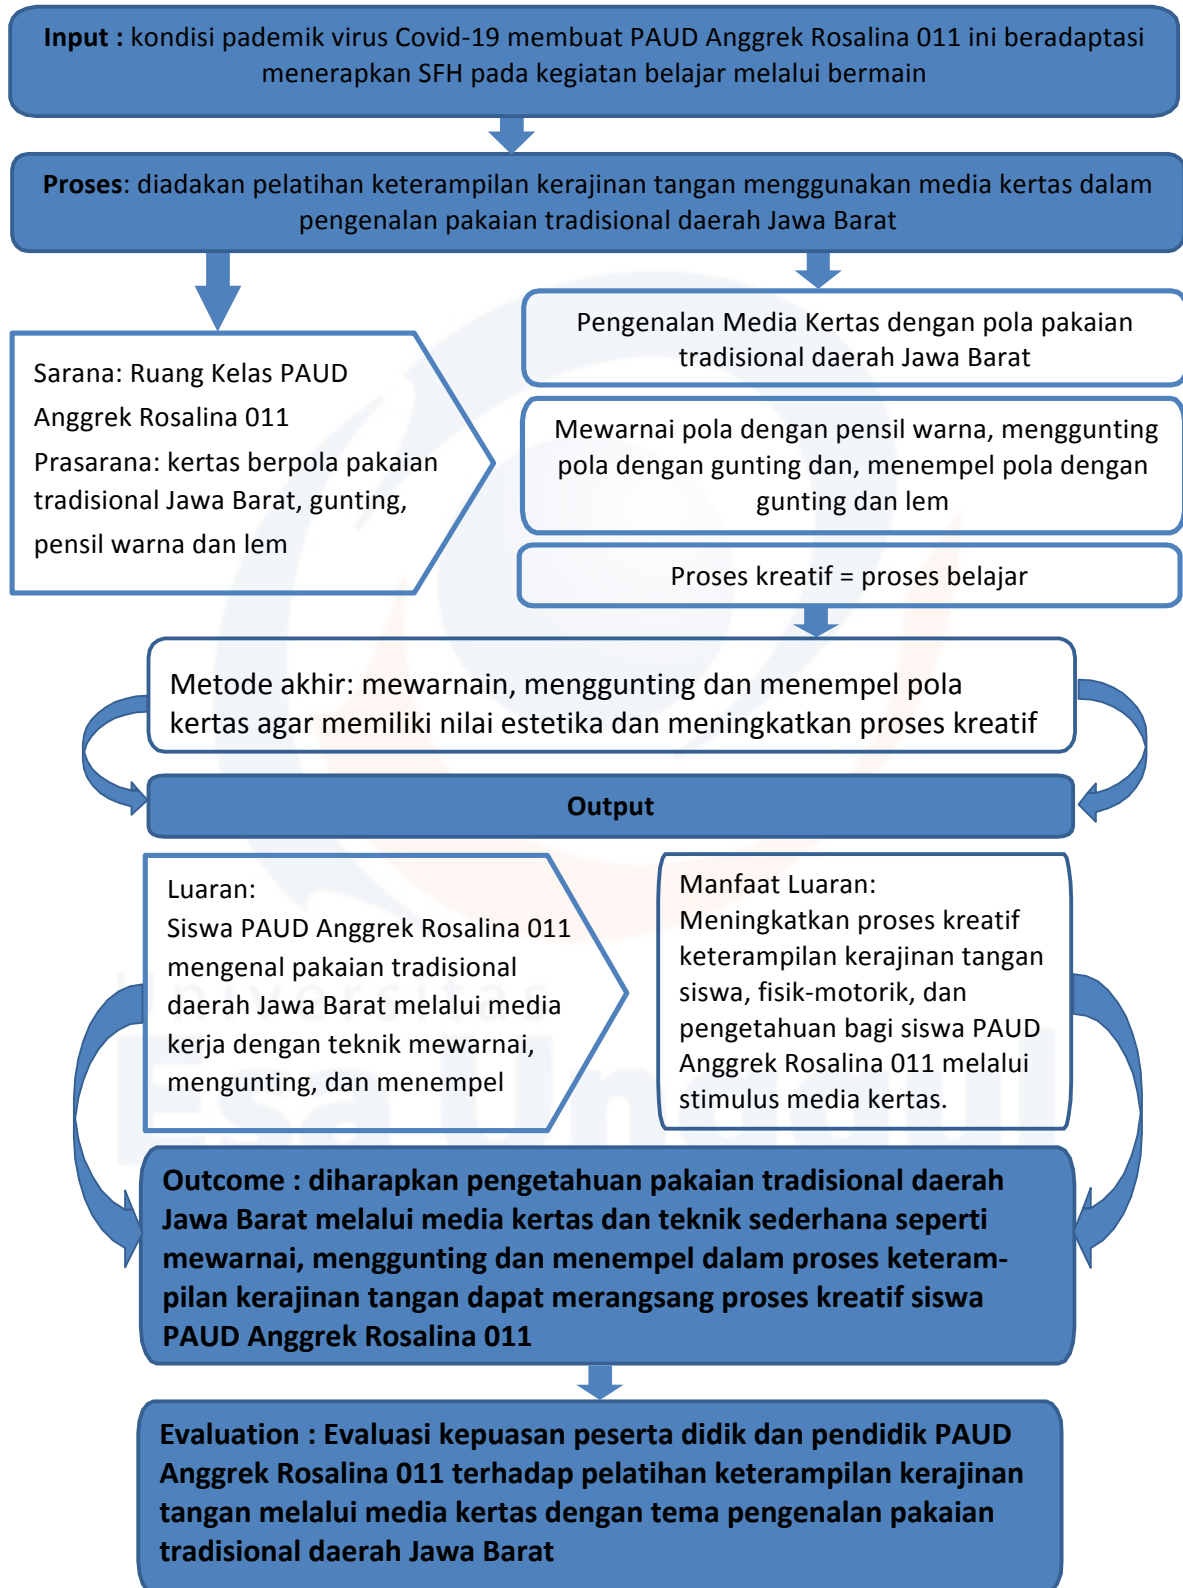 Input : kondisi pademik virus Covid-19 membuat PAUD Anggrek Rosalina 011 ini beradaptasi
menerapkan SFH pada kegiatan belajar melalui bermain
Proses: diadakan pelatihan keterampilan kerajinan tangan menggunakan media kertas dalam
pengenalan pakaian tradisional daerah Jawa Barat
Sarana: Ruang Kelas PAUD
Anggrek Rosalina 011
Prasarana: kertas berpola pakaian
tradisional Jawa Barat, gunting,
pensil warna dan lem
Pengenalan Media Kertas dengan pola pakaian
tradisional daerah Jawa Barat
Mewarnai pola dengan pensil warna, menggunting
pola dengan gunting dan, menempel pola dengan
gunting dan lem
Proses kreatif = proses belajar
Metode akhir: mewarnain, menggunting dan menempel pola
kertas agar memiliki nilai estetika dan meningkatkan proses kreatif
Output
Luaran:
Siswa PAUD Anggrek Rosalina 011
mengenal pakaian tradisional
daerah Jawa Barat melalui media
kerja dengan teknik mewarnai,
mengunting, dan menempel
Manfaat Luaran:
Meningkatkan proses kreatif
keterampilan kerajinan tangan
siswa, fisik-motorik, dan
pengetahuan bagi siswa PAUD
Anggrek Rosalina 011 melalui
stimulus media kertas.
Universitas
Esa Unggul
Outcome : diharapkan pengetahuan pakaian tradisional daerah
Jawa Barat melalui media kertas dan teknik sederhana seperti
mewarnai, menggunting dan menempel dalam proses keteram-
pilan kerajinan tangan dapat merangsang proses kreatif siswa
PAUD Anggrek Rosalina 011
Evaluation : Evaluasi kepuasan peserta didik dan pendidik PAUD
Anggrek Rosalina 011 terhadap pelatihan keterampilan kerajinan
tangan melalui media kertas dengan tema pengenalan pakaian
tradisional daerah Jawa Barat